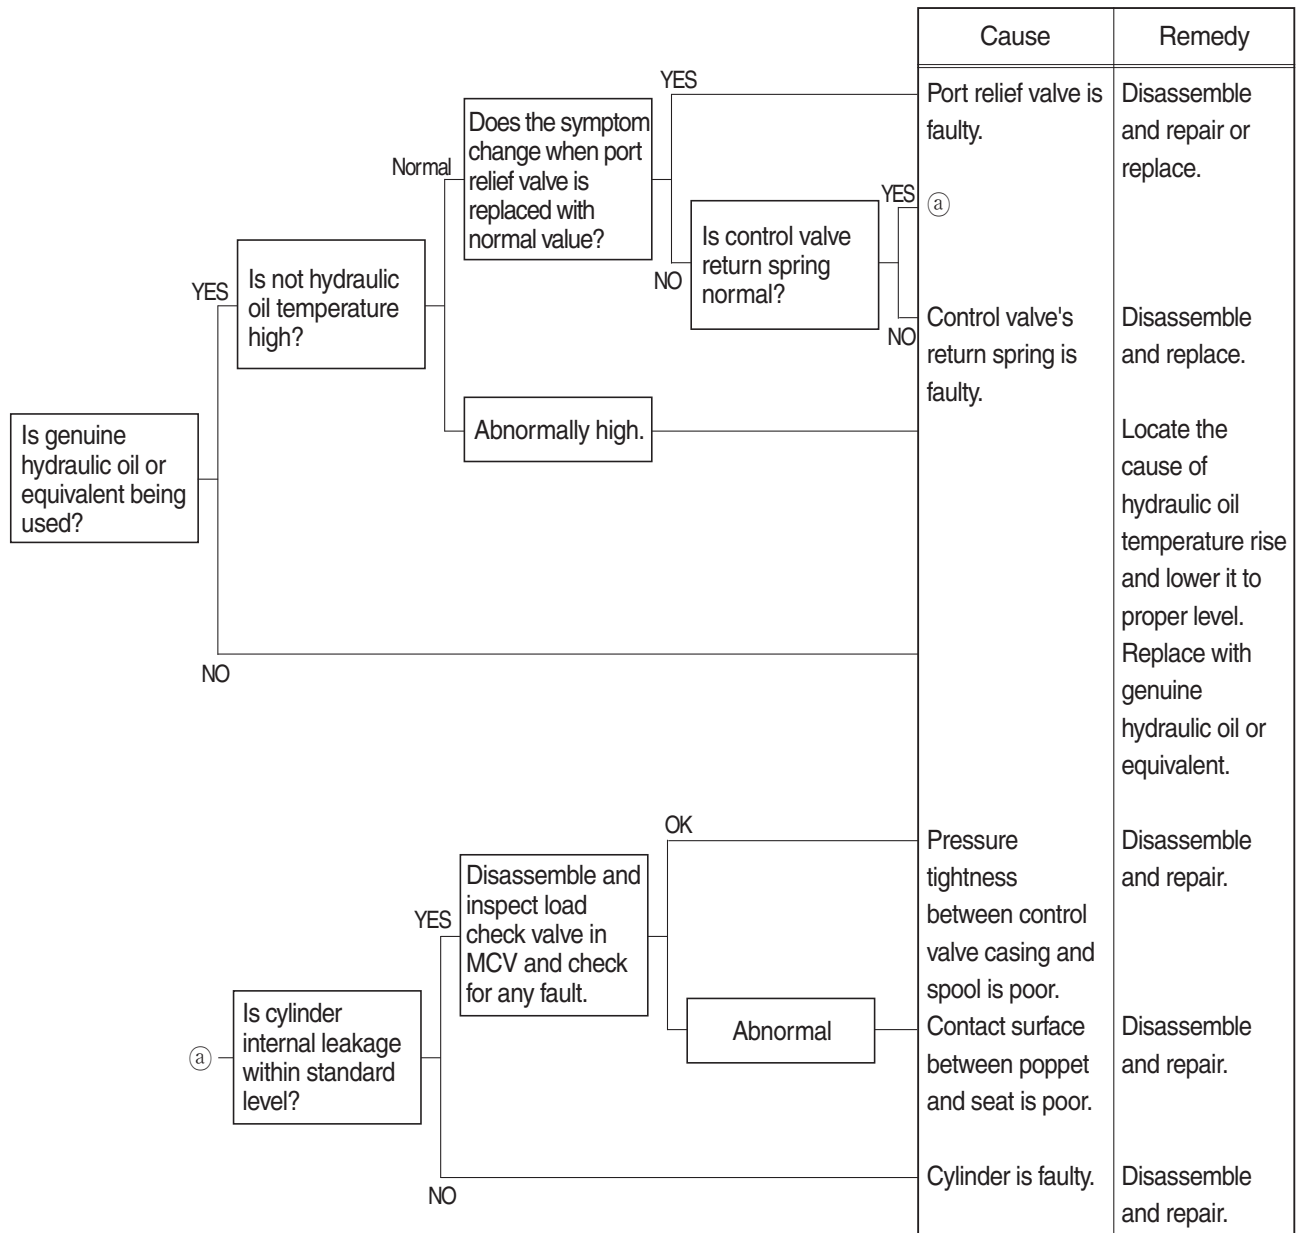 Cause
Remedy
YES
Port relief valve is
faulty.
Disassemble
and repair or
replace.
Does the symptom
change when port
relief valve is
replaced with
normal value?
Normal
YES
ⓐ
Is control valve
return spring
normal?
NO
Is not hydraulic
oil temperature
high?
YES
NO
Control valve's
return spring is
faulty.
Disassemble
and replace.
Abnormally high.
Locate the
cause of
hydraulic oil
temperature rise
and lower it to
proper level.
Is genuine
hydraulic oil or
equivalent being
used?
NO
Replace with
genuine
hydraulic oil or
equivalent.
OK
Pressure
tightness
between control
valve casing and
spool is poor.
Disassemble
and repair.
Disassemble and
inspect load
check valve in
MCV and check
for any fault.
YES
Abnormal
Contact surface
between poppet
and seat is poor.
Disassemble
and repair.
ⓐ
Is cylinder
internal leakage
within standard
level?
NO
Cylinder is faulty.
Disassemble
and repair.